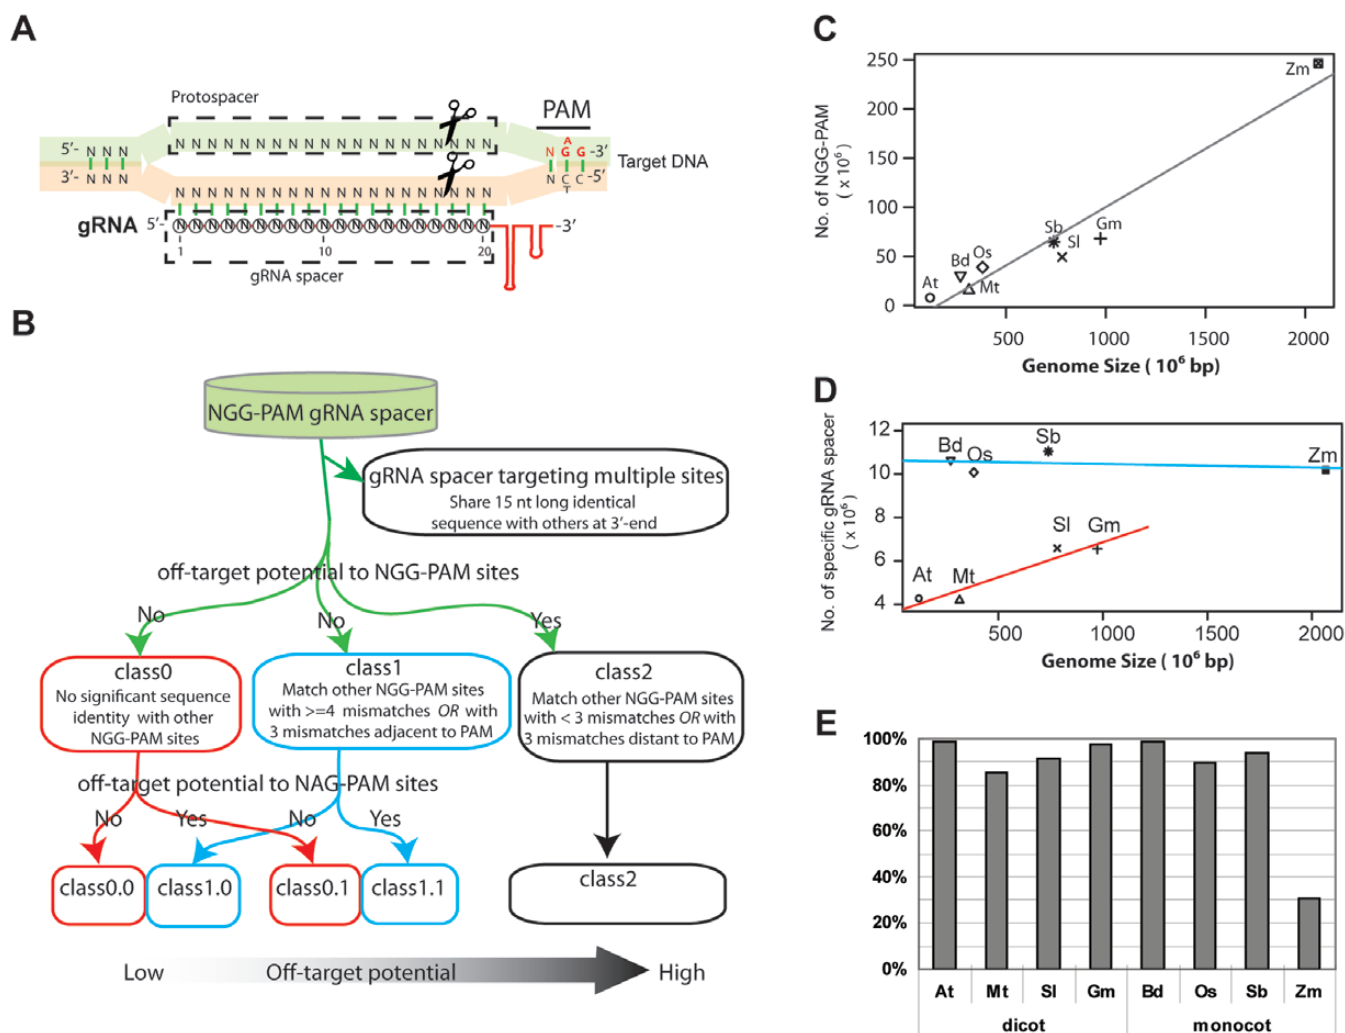 A
Protospacer
PAM
A
5'- N N N
N N N N N N N N N N N N N N N N N N N N
N G G -3'
Target DNA
3'- N N N
N C C -5'
T
N N N N N N N N N N N N N N N N N N N N
gRNA 5'- N N N N N N N N N N N N N N N N N N N N -3'
1 10 20
gRNA spacer
B
NGG-PAM gRNA spacer
gRNA spacer targeting multiple sites
Share 15 nt long identical
sequence with others at 3'-end
off-target potential to NGG-PAM sites
No No Yes
class0
No significant sequence
identity with other
NGG-PAM sites
class1
Match other NGG-PAM sites
with >=4 mismatches OR with
3 mismatches adjacent to PAM
class2
Match other NGG-PAM sites
with < 3 mismatches OR with
3 mismatches distant to PAM
off-target potential to NAG-PAM sites
No Yes No Yes
class0.0 class1.0 class0.1 class1.1 class2
Low Off-target potential High
C
No. of NGG-PAM
( x 10⁶)
250
200
150
100
50
0
At Bd Os Mt Sb Sl Gm Zm
500 1000 1500 2000
Genome Size ( 10⁶ bp)
D
No. of specific gRNA spacer
( x 10⁶)
12
10
8
6
4
Bd Os Sb Zm
Sl Gm
At Mt
500 1000 1500 2000
Genome Size ( 10⁶ bp)
E
100%
80%
60%
40%
20%
0%
At Mt Sl Gm Bd Os Sb Zm
dicot monocot